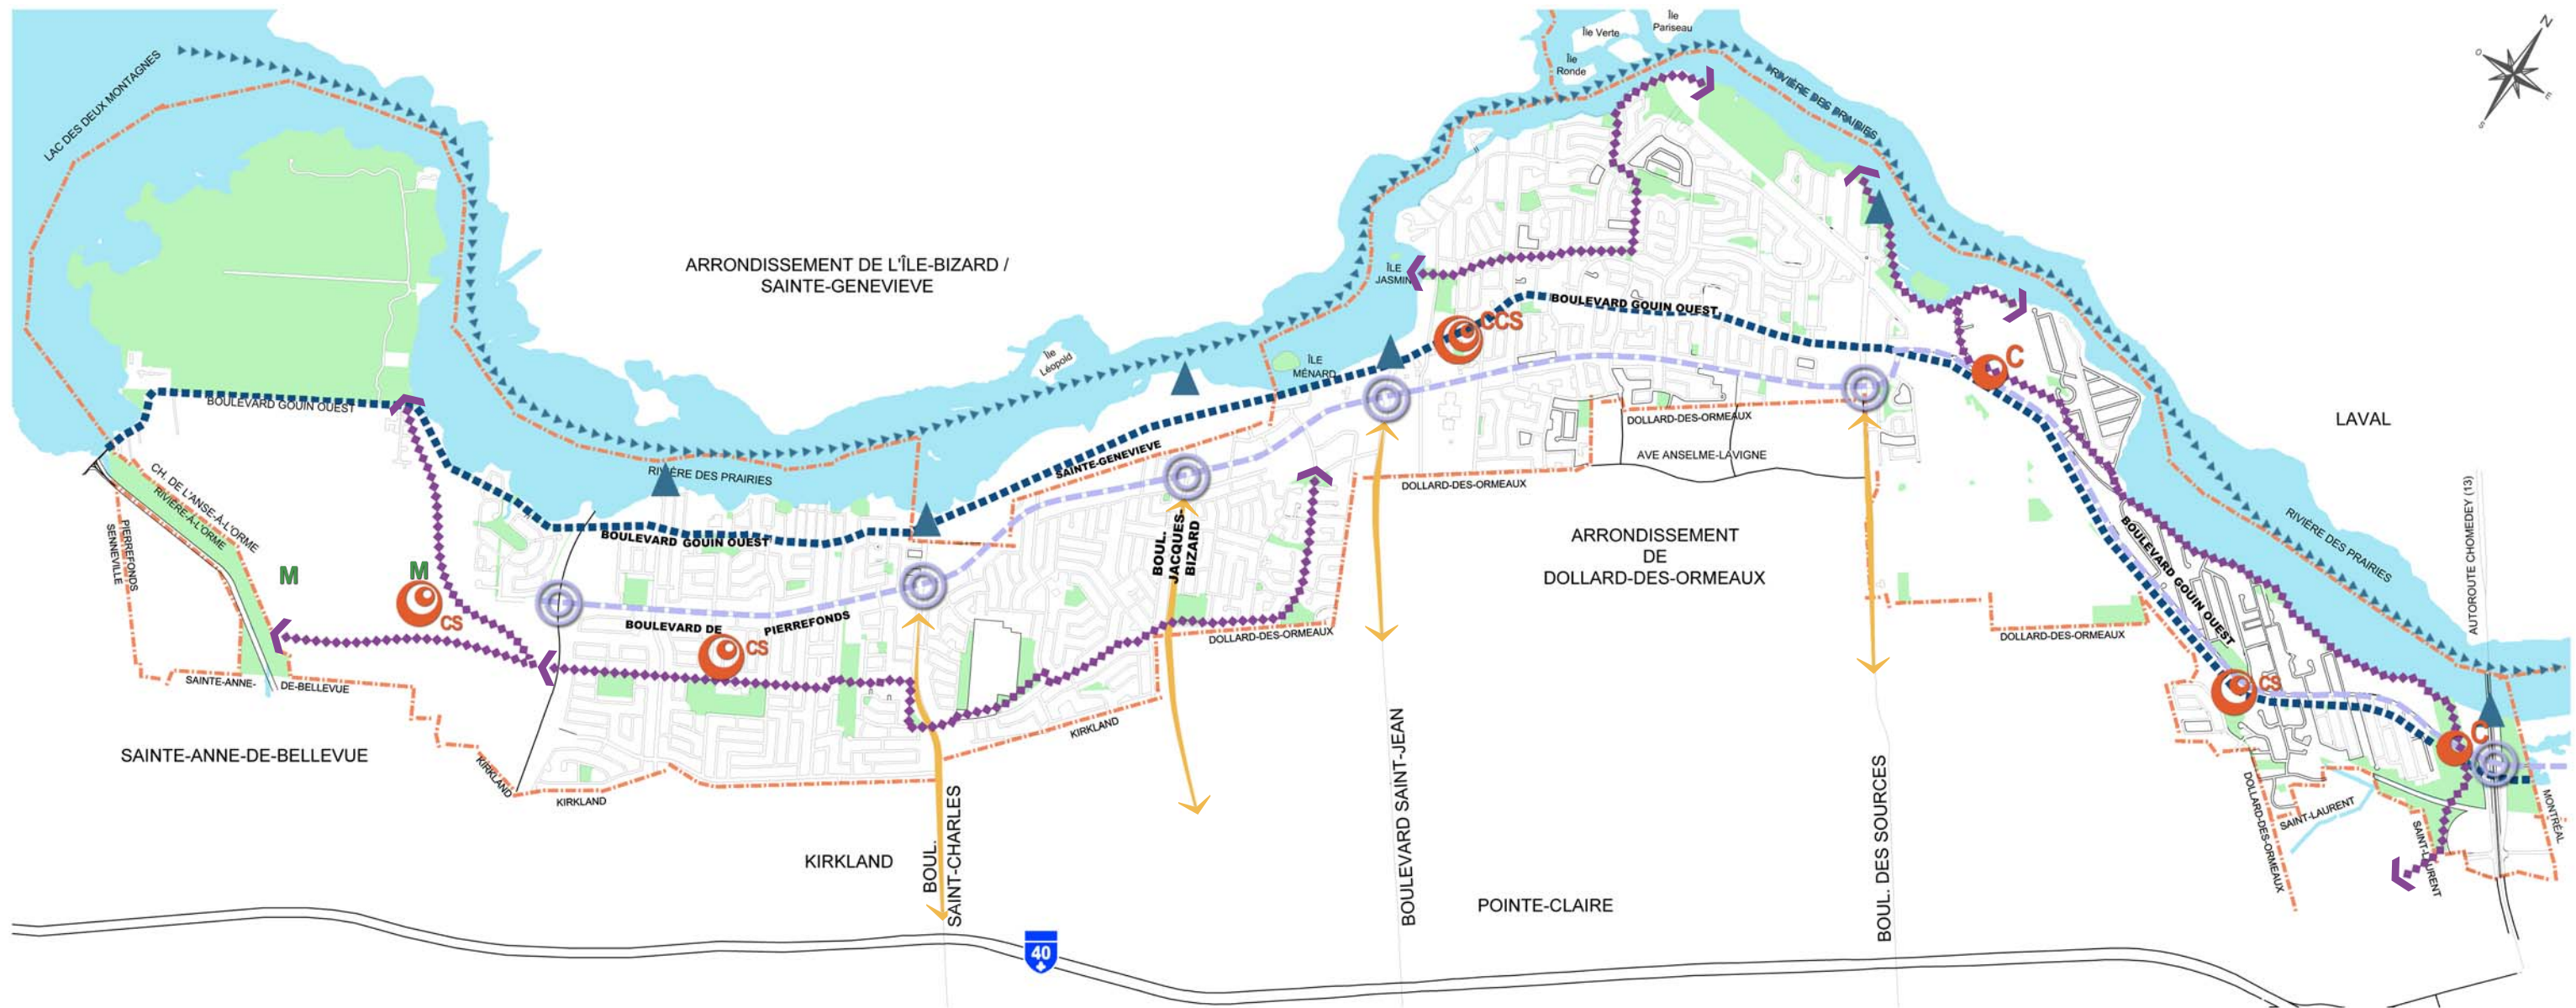 N
O
E
S
Île
Pariseau
Île Verte
Île
Ronde
LAC DES DEUX MONTAGNES
RIVIÈRE DES PRAIRIES
ARRONDISSEMENT DE L'ÎLE-BIZARD /
SAINTE-GENEVIEVE
ÎLE
JASMIN
BOULEVARD GOUIN OUEST
CCS
C
Île
Léopold
ÎLE
MÉNARD
BOULEVARD GOUIN OUEST
DOLLARD-DES-ORMEAUX
LAVAL
AVE ANSELME-LAVIGNE
SAINTE-GENEVIEVE
RIVIÈRE DES PRAIRIES
DOLLARD-DES-ORMEAUX
CH. DE L'ANSE-À-L'ORME
RIVIÈRE-À-L'ORME
PIERREFONDS
SENNEVILLE
BOULEVARD GOUIN OUEST
BOUL.
JACQUES-
BIZARD
ARRONDISSEMENT
DE
DOLLARD-DES-ORMEAUX
BOULEVARD GOUIN OUEST
RIVIÈRE DES PRAIRIES
AUTOROUTE CHOMEDEY (13)
M
M
CS
BOULEVARD DE
PIERREFONDS
CS
DOLLARD-DES-ORMEAUX
DOLLARD-DES-ORMEAUX
SAINTE-ANNE-
DE-BELLEVUE
CS
KIRKLAND
C
SAINTE-ANNE-DE-BELLEVUE
KIRKLAND
KIRKLAND
BOULEVARD SAINT-JEAN
BOUL. DES SOURCES
DOLLARD-DES-ORMEAUX
SAINT-LAURENT
SAINT-LAURENT
MONTRÉAL
KIRKLAND
BOUL.
SAINT-CHARLES
POINTE-CLAIRE
40